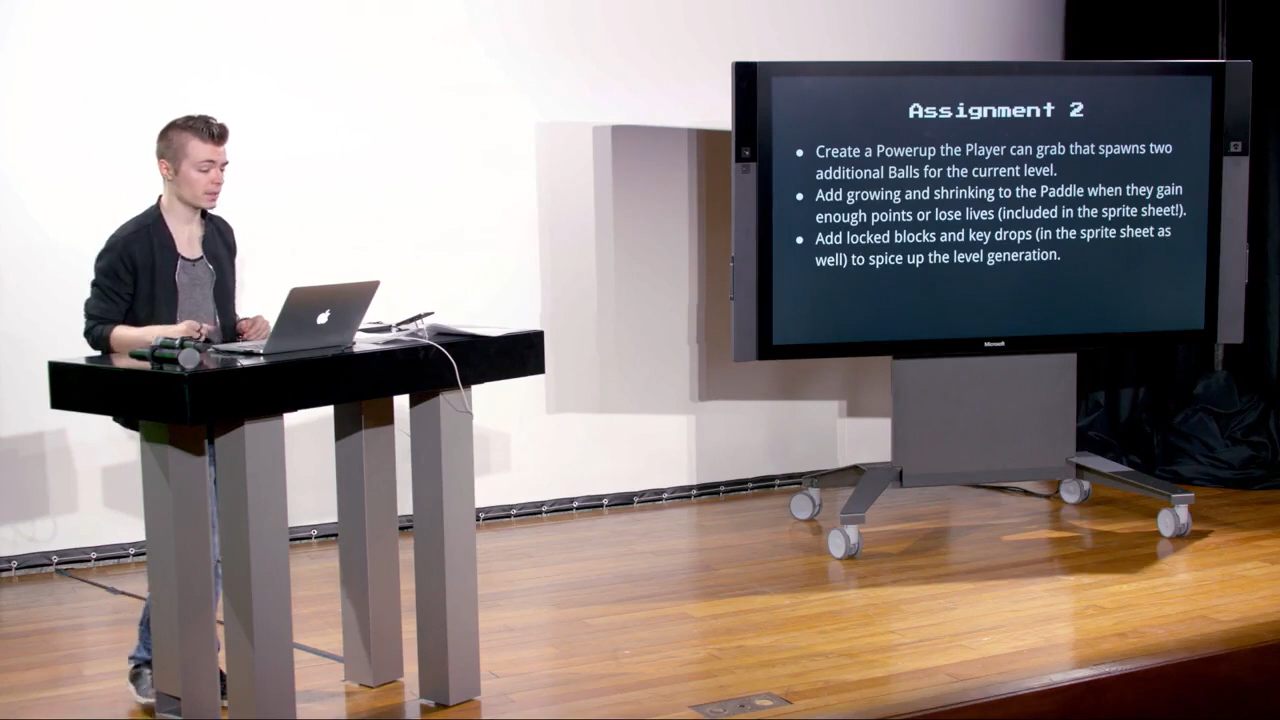 Assignment 2
● Create a Powerup the Player can grab that spawns two
additional Balls for the current level.
● Add growing and shrinking to the Paddle when they gain
enough points or lose lives (included in the sprite sheet!).
● Add locked blocks and key drops (in the sprite sheet as
well) to spice up the level generation.
Microsoft